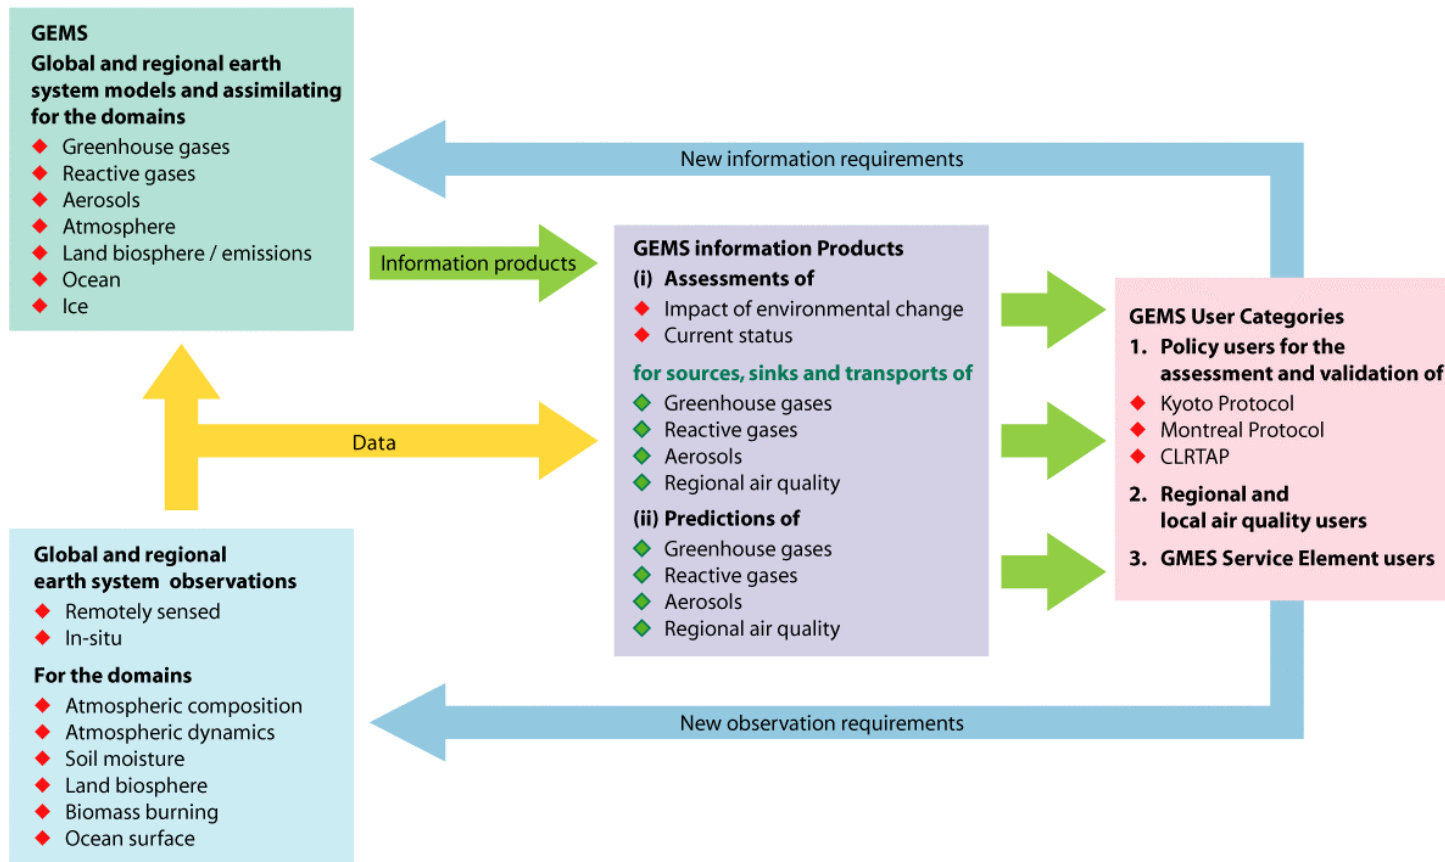 GEMS
Global and regional earth
system models and assimilating
for the domains
Greenhouse gases
Reactive gases
Aerosols
Atmosphere
Land biosphere / emissions
Ocean
Ice
New information requirements
Information products
GEMS information Products
(i) Assessments of
Impact of environmental change
Current status
for sources, sinks and transports of
Greenhouse gases
Reactive gases
Aerosols
Regional air quality
(ii) Predictions of
Greenhouse gases
Reactive gases
Aerosols
Regional air quality
GEMS User Categories
1. Policy users for the
assessment and validation of
Kyoto Protocol
Montreal Protocol
CLRTAP
2. Regional and
local air quality users
3. GMES Service Element users
Data
Global and regional
earth system observations
Remotely sensed
In-situ
For the domains
Atmospheric composition
Atmospheric dynamics
Soil moisture
Land biosphere
Biomass burning
Ocean surface
New observation requirements